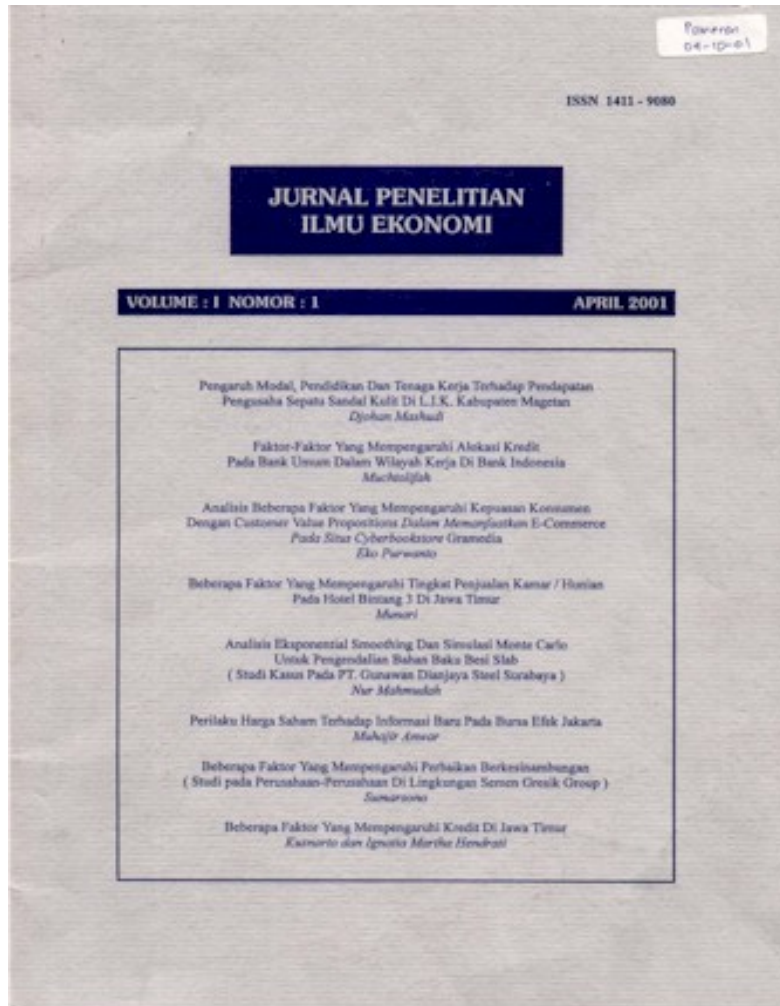 Pameran
04-10-01
ISSN 1411 - 9080
JURNAL PENELITIAN
ILMU EKONOMI
VOLUME : I NOMOR : 1 APRIL 2001
Pengaruh Modal, Pendidikan Dan Tenaga Kerja Terhadap Pendapatan
Pengusaha Sepatu Sandal Kulit Di L.I.K. Kabupaten Magetan
Djohan Mashudi
Faktor-Faktor Yang Mempengaruhi Alokasi Kredit
Pada Bank Umum Dalam Wilayah Kerja Di Bank Indonesia
Muchtolifah
Analisis Beberapa Faktor Yang Mempengaruhi Kepuasan Konsumen
Dengan Customer Value Propositions Dalam Memanfaatkan E-Commerce
Pada Situs Cyberbookstore Gramedia
Eko Purwanto
Beberapa Faktor Yang Mempengaruhi Tingkat Penjualan Kamar / Hunian
Pada Hotel Bintang 3 Di Jawa Timur
Munari
Analisis Eksponential Smoothing Dan Simulasi Monte Carlo
Untuk Pengendalian Bahan Baku Besi Slab
( Studi Kasus Pada PT. Gunawan Dianjaya Steel Surabaya )
Nur Mahmudah
Perilaku Harga Saham Terhadap Informasi Baru Pada Bursa Efek Jakarta
Muhajir Anwar
Beberapa Faktor Yang Mempengaruhi Perbaikan Berkesinambungan
( Studi pada Perusahaan-Perusahaan Di Lingkungan Semen Gresik Group )
Sumarsono
Beberapa Faktor Yang Mempengaruhi Kredit Di Jawa Timur
Kusnarto dan Ignatia Martha Hendrati